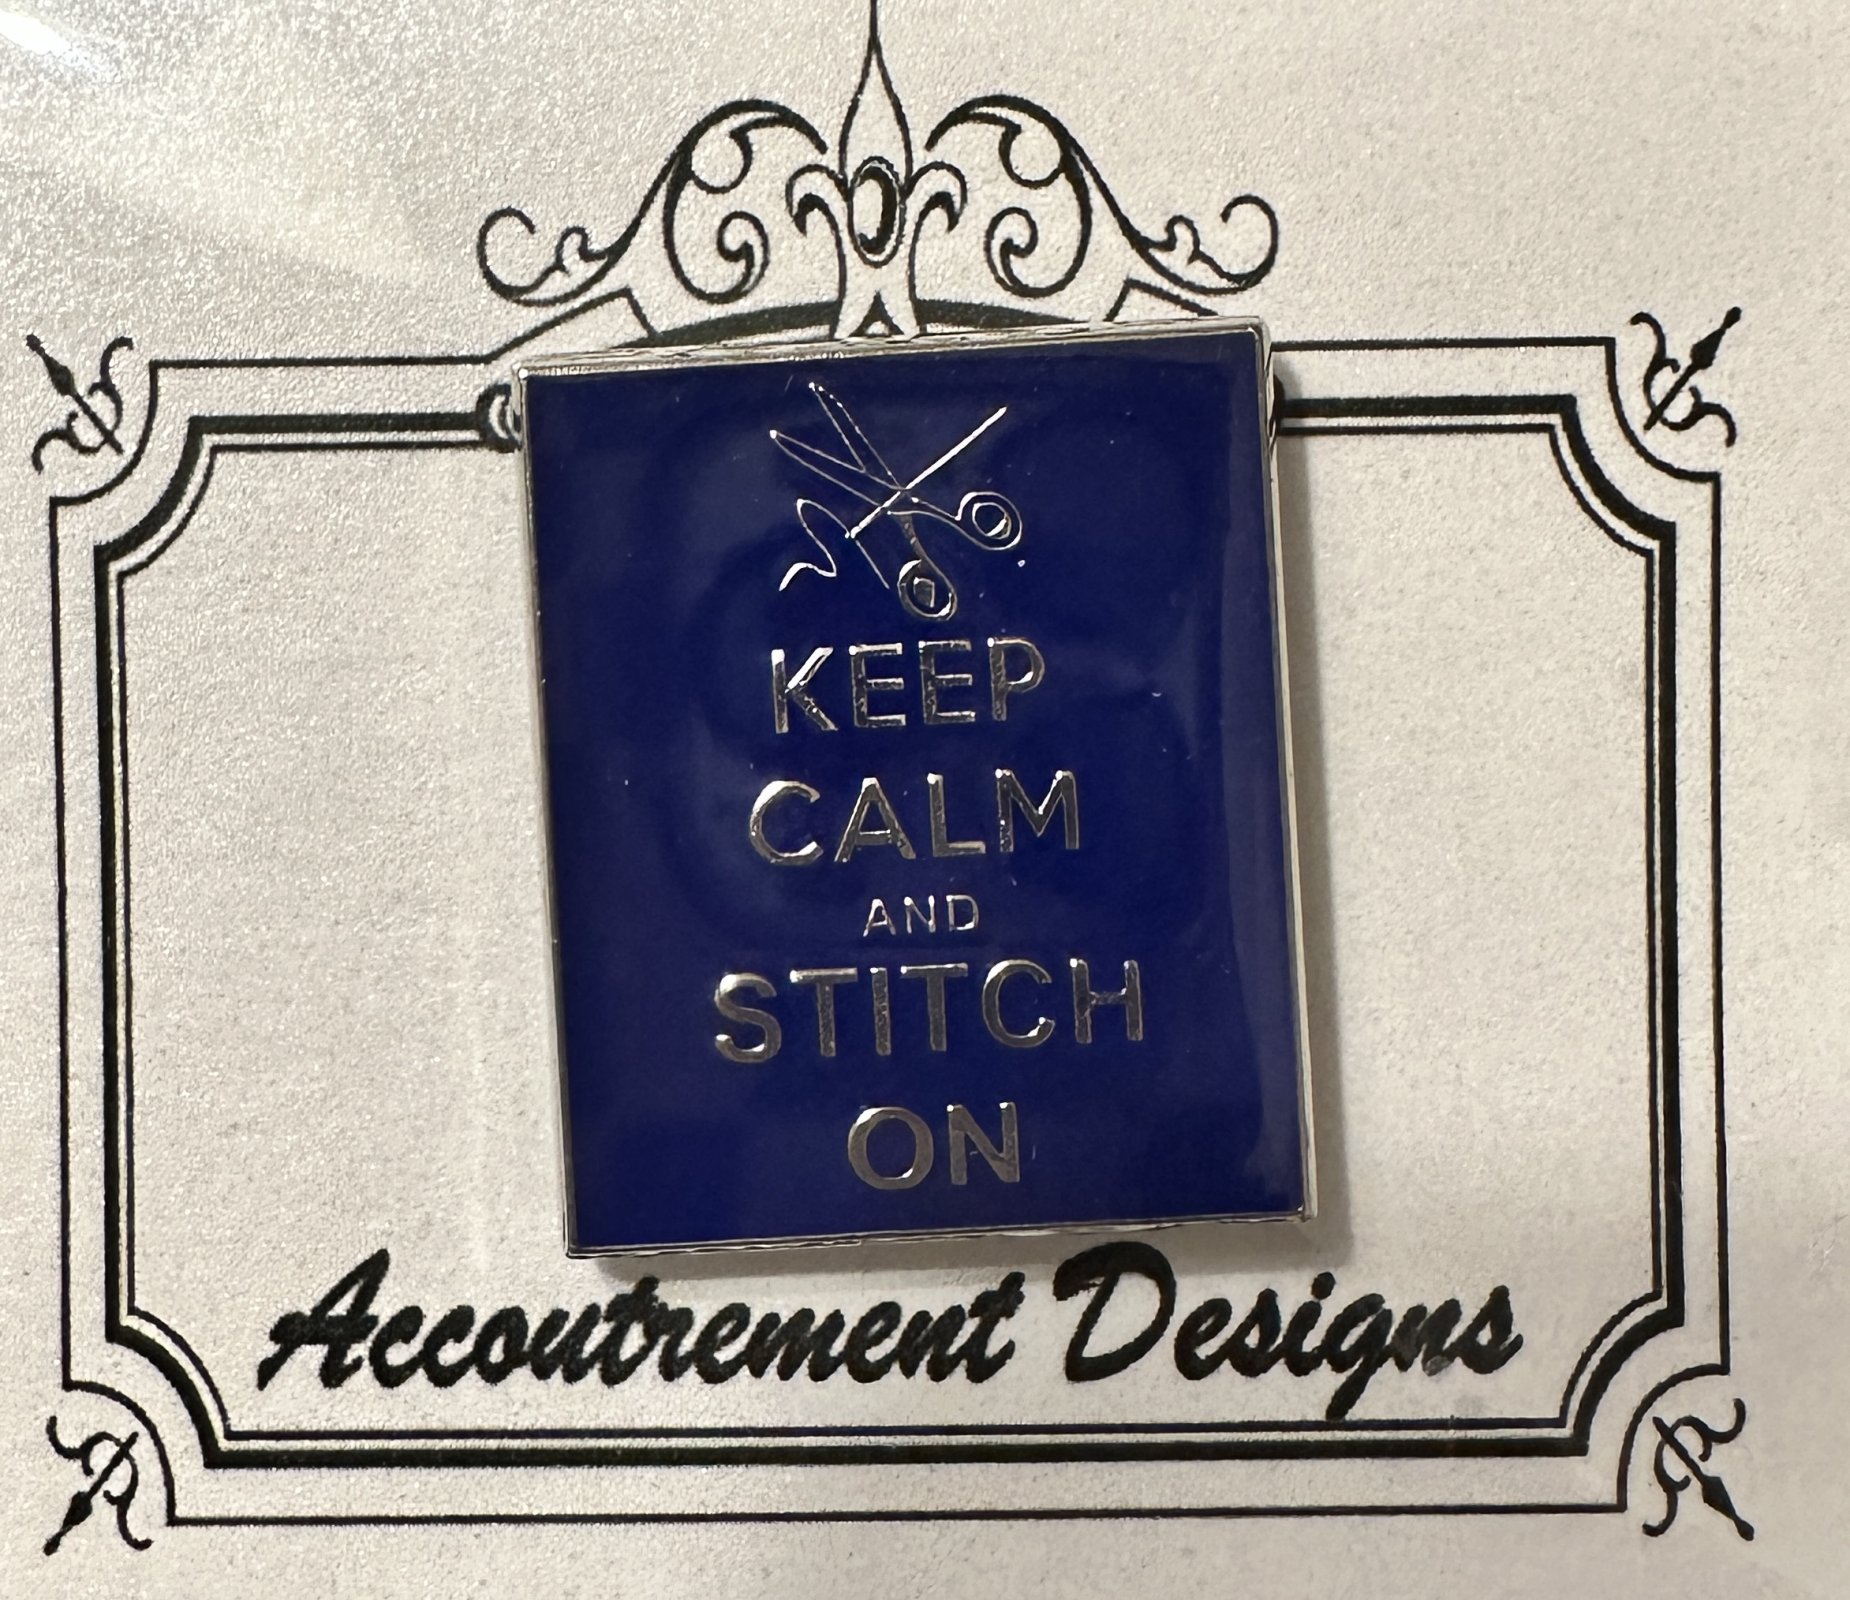 KEEP
CALM
AND
STITCH
ON
Accoutrement Designs